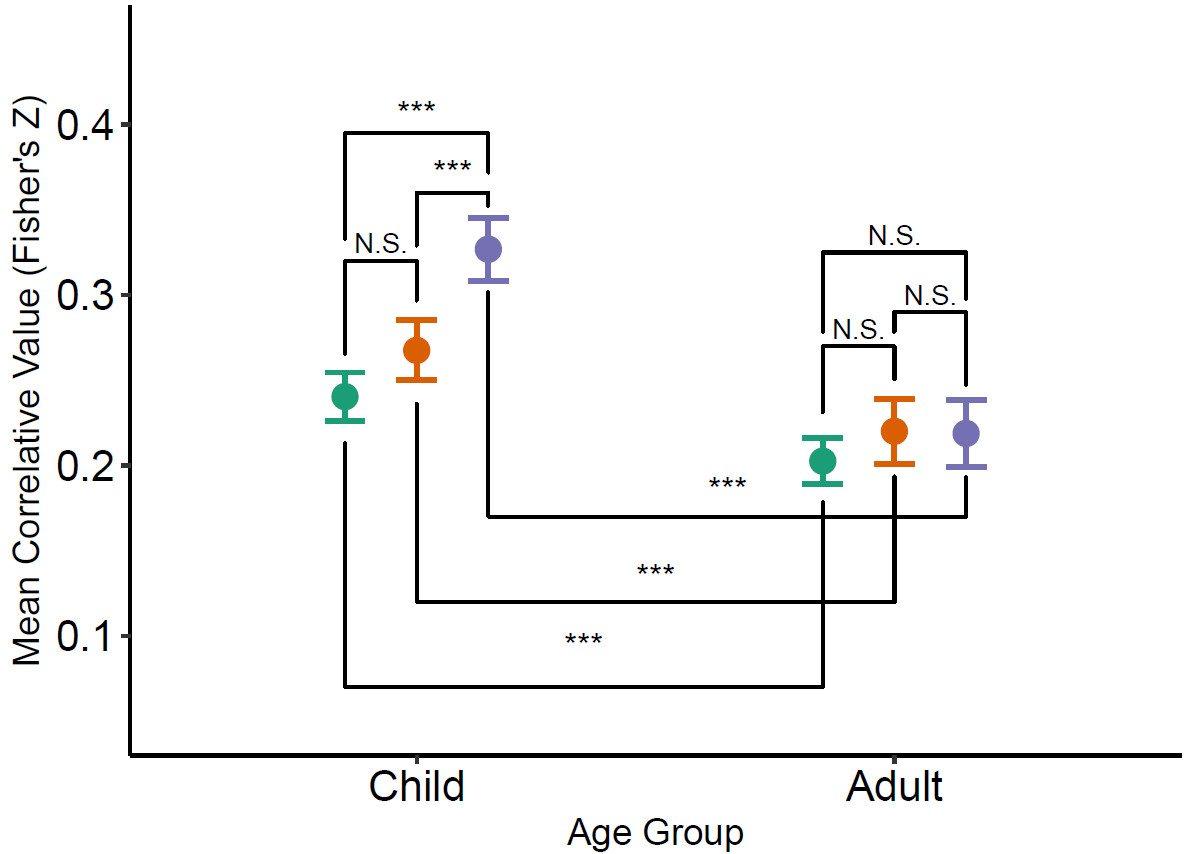 ***
0.4
***
N.S.
N.S.
0.3
N.S.
N.S.
0.2
***
***
0.1
***
Child
Adult
Age Group
Mean Correlative Value (Fisher's Z)